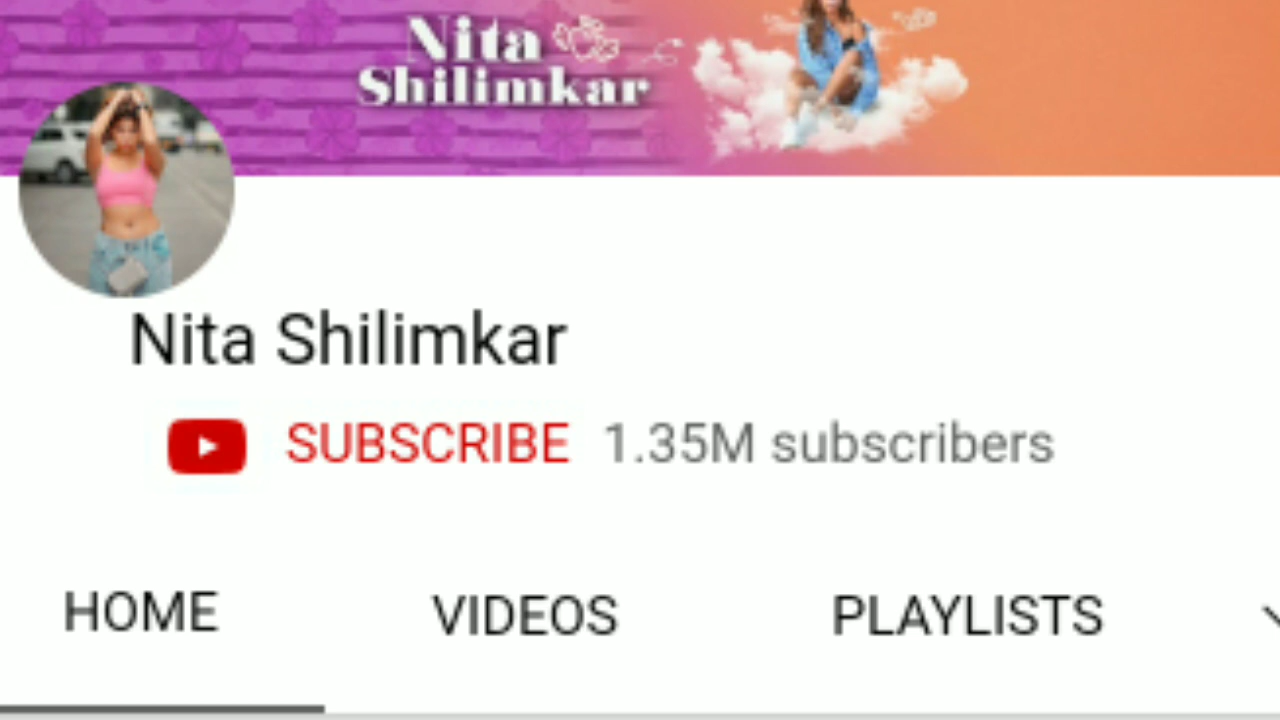 Nita
Shilimkar
Nita Shilimkar
SUBSCRIBE 1.35M subscribers
HOME VIDEOS PLAYLISTS